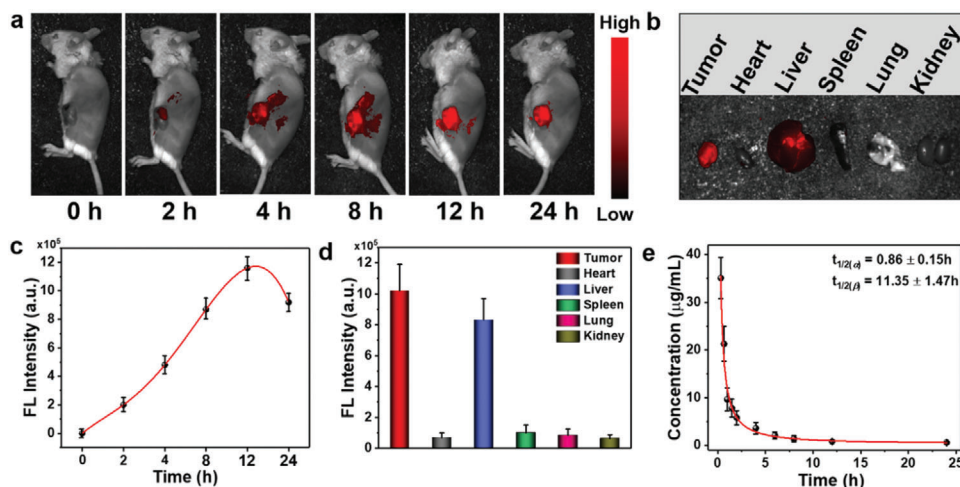 a
High
Low
0 h 2 h 4 h 8 h 12 h 24 h
b
Tumor Heart Liver Spleen Lung Kidney
c
x10⁵
12
10
8
6
4
2
0
FL Intensity (a.u.)
0 2 4 8 12 24
Time (h)
d
x10⁵
12
10
8
6
4
2
0
FL Intensity (a.u.)
Tumor
Heart
Liver
Spleen
Lung
Kidney
e
t1/2(α) = 0.86 ± 0.15h
t1/2(β) = 11.35 ± 1.47h
40
30
20
10
0
Concentration (μg/mL)
0 5 10 15 20 25
Time (h)